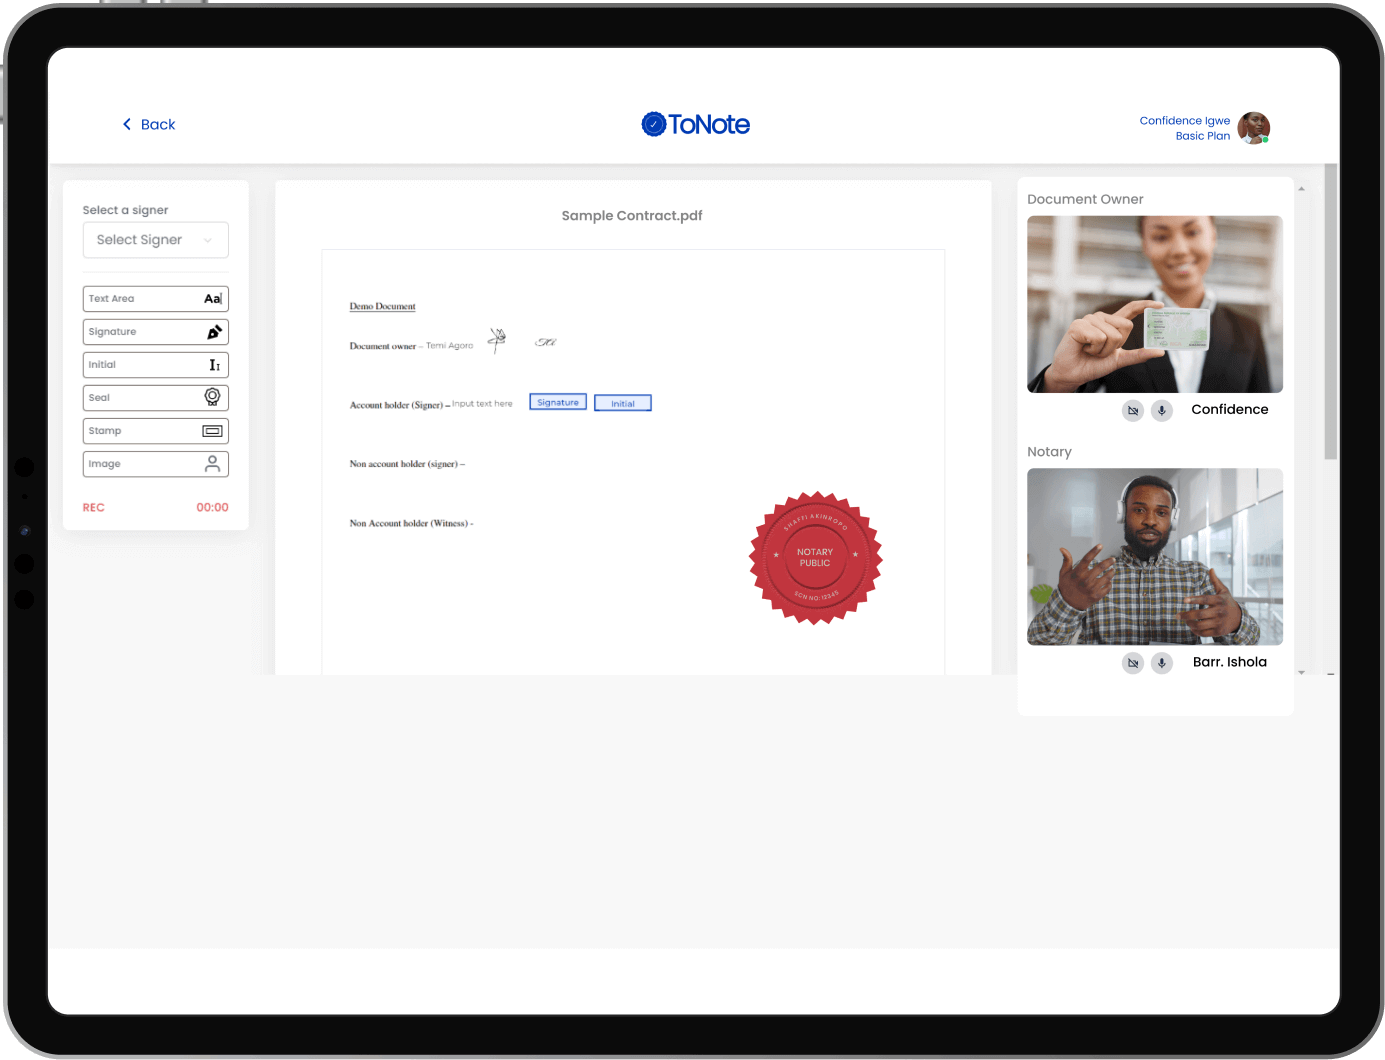 Back
ToNote
Confidence Igwe
Basic Plan
Select a signer
Select Signer
Text Area
Aa
Signature
Initial
Seal
Stamp
Image
REC 00:00
Sample Contract.pdf
Demo Document
Document owner – Temi Agoro
Account holder (Signer) – Input text here Signature Initial
Non account holder (signer) –
Non Account holder (Witness) -
SHAFFI AKINROPO
NOTARY
PUBLIC
SCN NO: 12345
Document Owner
Confidence
Notary
Barr. Ishola